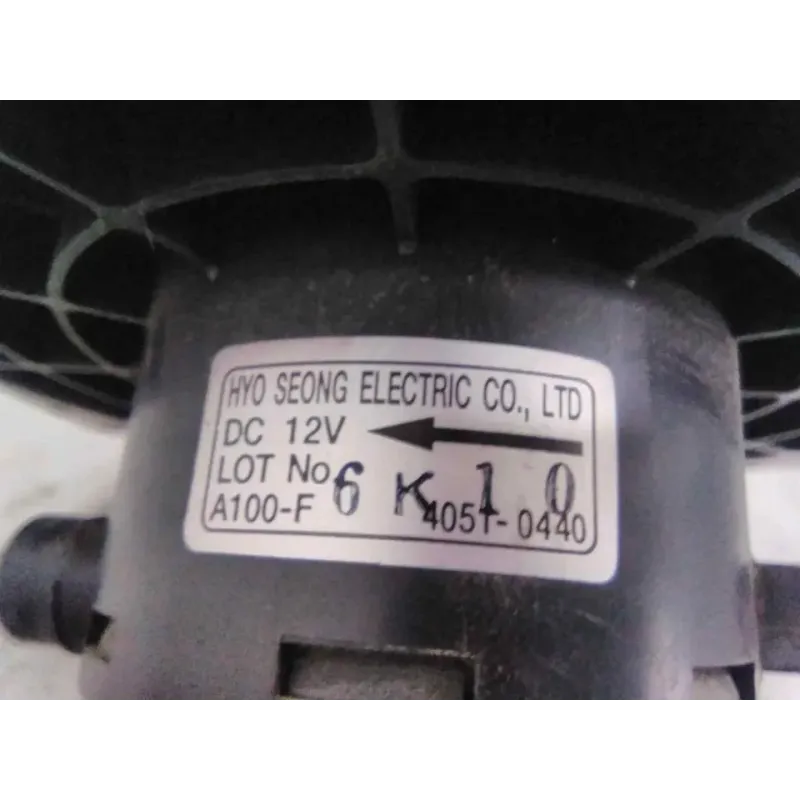 HYO SEONG ELECTRIC CO., LTD
DC 12V
LOT No 6 K 1 0
A100-F 4051-0440